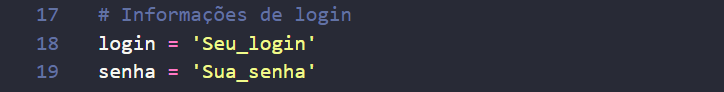 17 # Informações de login
18 login = 'Seu_login'
19 senha = 'Sua_senha'